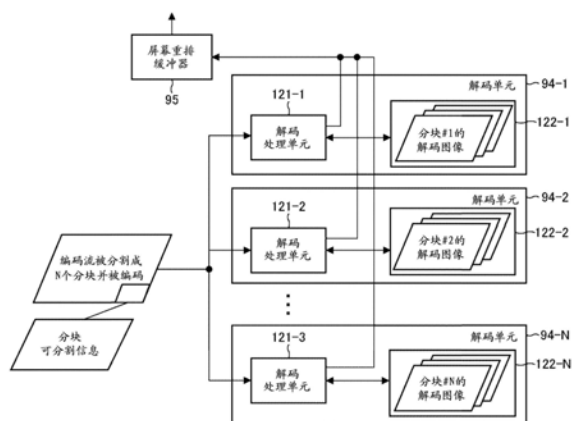 屏幕重接
缓冲器
95
解码单元
94-1
121-1
解码
处理单元
分块#1的
解码图像
122-1
解码单元
94-2
121-2
解码
处理单元
分块#2的
解码图像
122-2
编码流被分割成
N个分块并被编码
分块
可分割信息
解码单元
94-N
121-3
解码
处理单元
分块#N的
解码图像
122-N